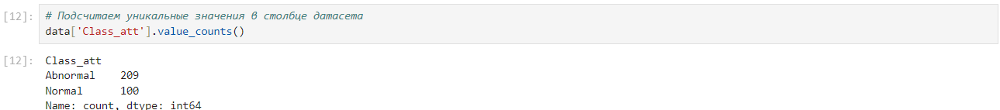 [12]: # Подсчитаем уникальные значения в столбце датасета
data['Class_att'].value_counts()
[12]: Class_att
Abnormal    209
Normal      100
Name: count, dtype: int64